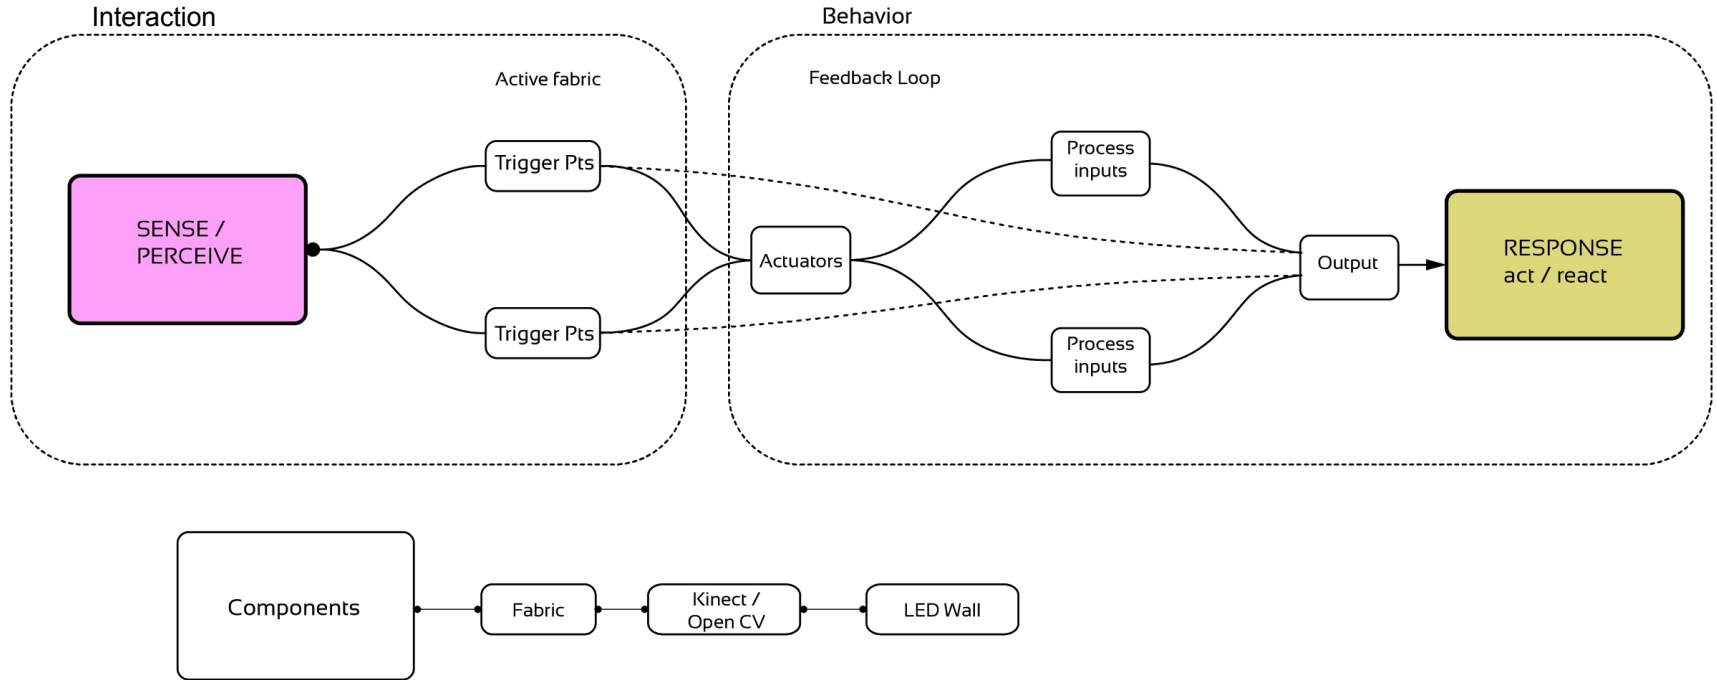 Interaction
Behavior
Active fabric
Feedback Loop
SENSE /
PERCEIVE
Trigger Pts
Trigger Pts
Actuators
Process
inputs
Process
inputs
Output
RESPONSE
act / react
Components
Fabric
Kinect /
Open CV
LED Wall